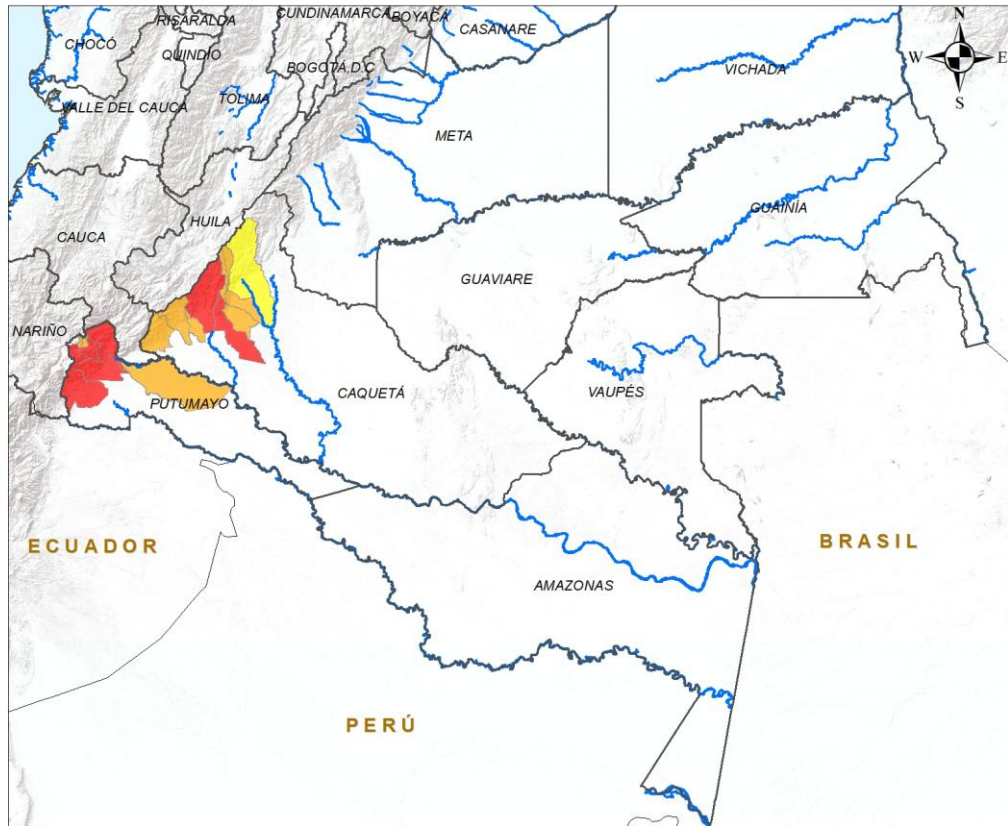 RISARALDA
CUNDINAMARCA
BOYACÁ
CASANARE
N
CHOCÓ
QUINDÍO
BOGOTÁ D.C
VICHADA
W
E
S
VALLE DEL CAUCA
TOLIMA
META
HUILA
GUAINÍA
CAUCA
GUAVIARE
NARIÑO
CAQUETÁ
VAUPÉS
PUTUMAYO
ECUADOR
BRASIL
AMAZONAS
PERÚ